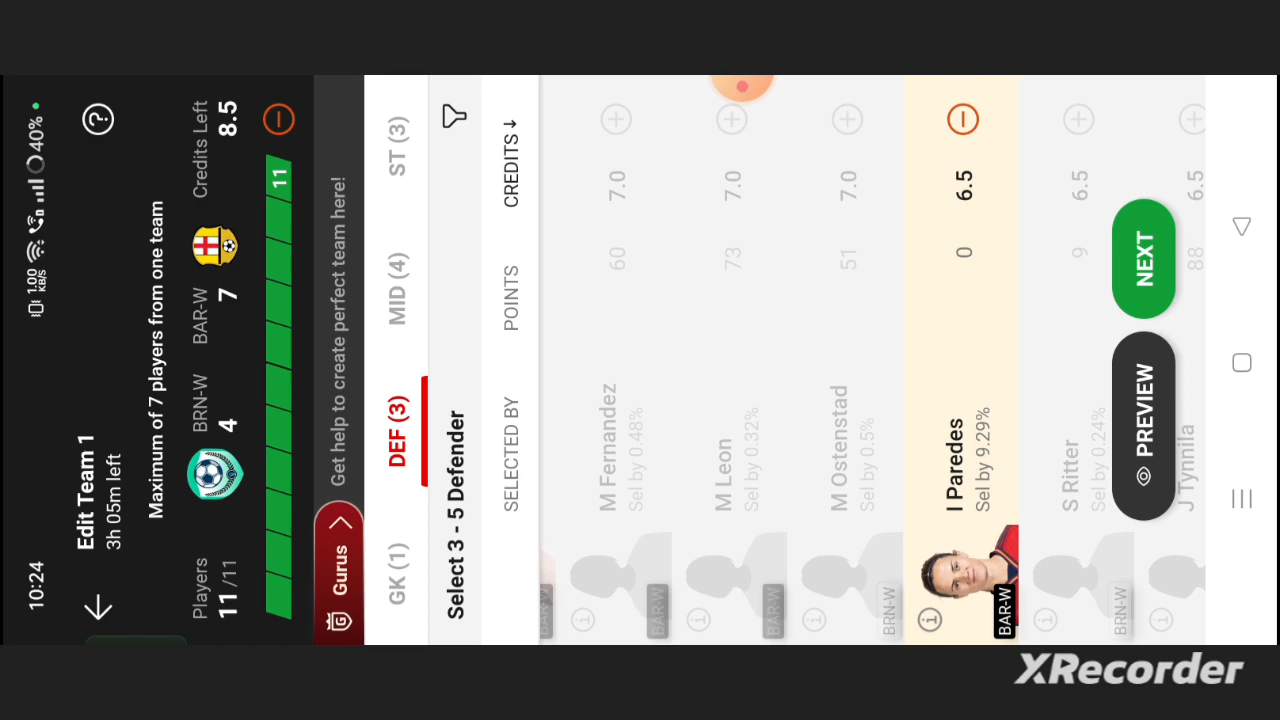 10:24
1.00 KB/S
40%
Edit Team 1
3h 05m left
?
Maximum of 7 players from one team
Players
11 /11
BRN-W
4
BAR-W
7
Credits Left
8.5
11
Gurus
Get help to create perfect team here!
GK (1)
DEF (3)
MID (4)
ST (3)
Select 3 - 5 Defender
SELECTED BY
POINTS
CREDITS ↓
BAR-W
M Fernandez
Sel by 0.48%
60
7.0
BAR-W
M Leon
Sel by 0.32%
73
7.0
BAR-W
M Ostenstad
Sel by 0.5%
51
7.0
BRN-W
I Paredes
Sel by 9.29%
0
6.5
BAR-W
S Ritter
Sel by 0.24%
9
6.5
BRN-W
J Tynnila
88
6.5
PREVIEW
NEXT
XRecorder